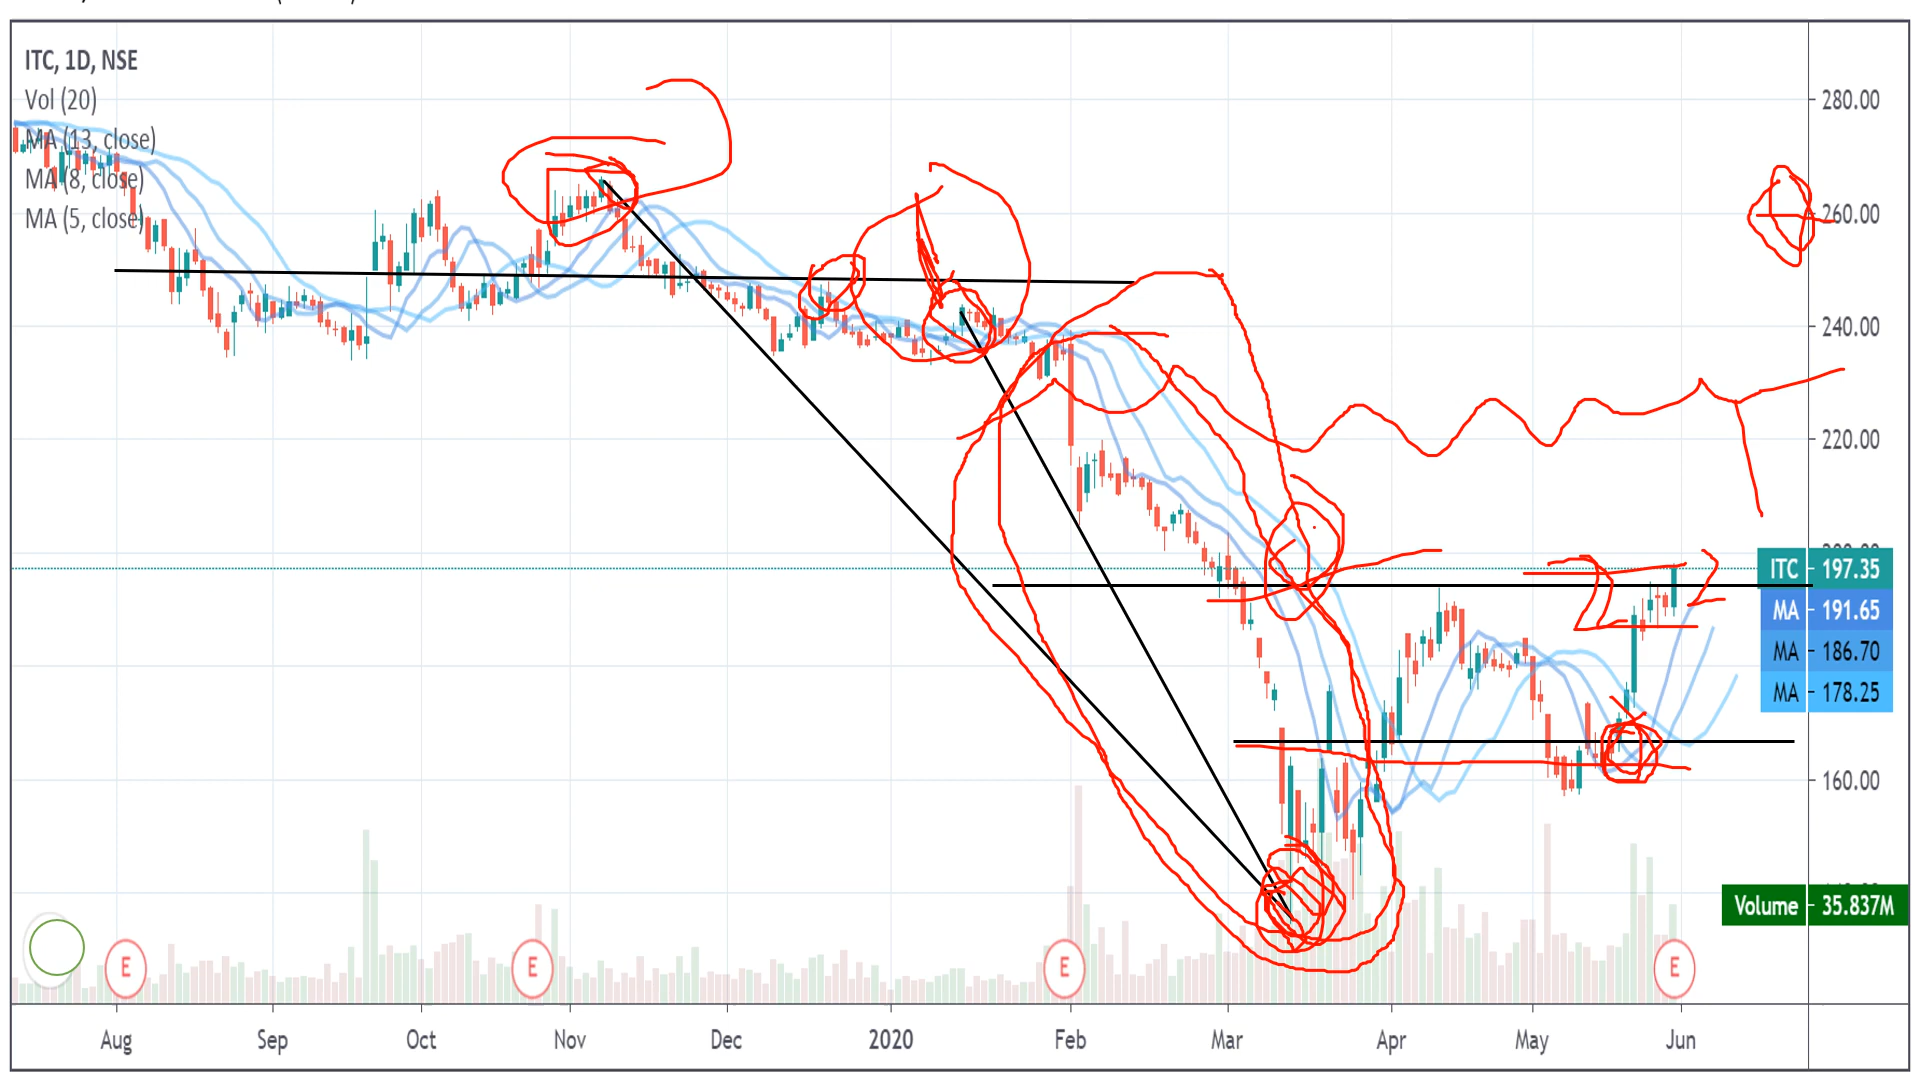 ITC, 1D, NSE
Vol (20)
MA (13, close)
MA (8, close)
MA (5, close)
280.00
260.00
240.00
220.00
ITC 197.35
MA 191.65
MA 186.70
MA 178.25
160.00
Volume 35.837M
E E E E
Aug Sep Oct Nov Dec 2020 Feb Mar Apr May Jun